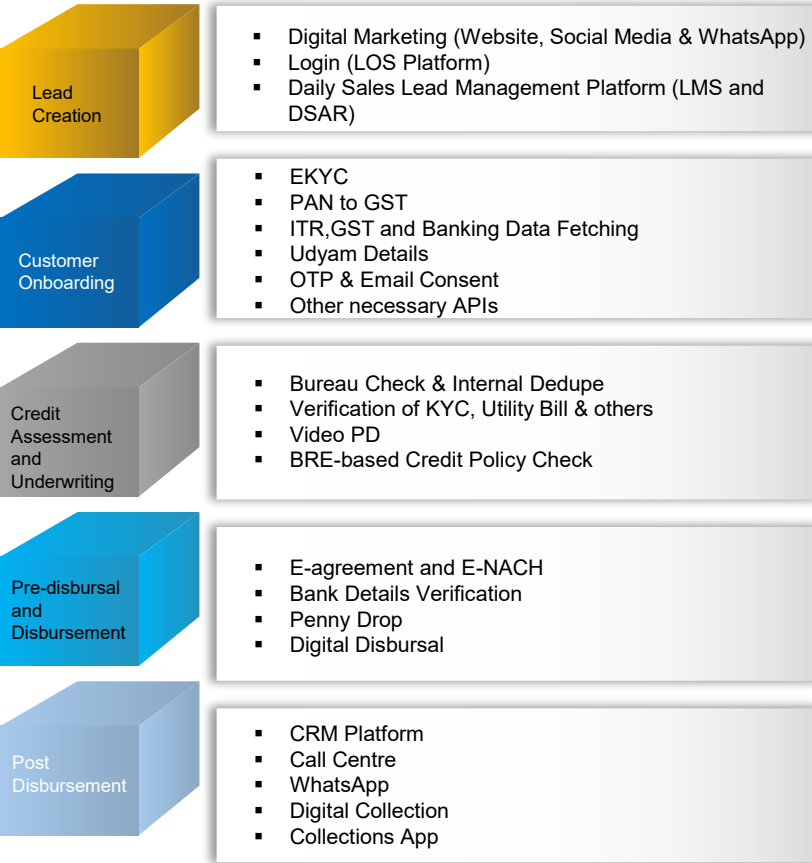 Lead
Creation
▪ Digital Marketing (Website, Social Media & WhatsApp)
▪ Login (LOS Platform)
▪ Daily Sales Lead Management Platform (LMS and
DSAR)
Customer
Onboarding
▪ EKYC
▪ PAN to GST
▪ ITR,GST and Banking Data Fetching
▪ Udyam Details
▪ OTP & Email Consent
▪ Other necessary APIs
Credit
Assessment
and
Underwriting
▪ Bureau Check & Internal Dedupe
▪ Verification of KYC, Utility Bill & others
▪ Video PD
▪ BRE-based Credit Policy Check
Pre-disbursal
and
Disbursement
▪ E-agreement and E-NACH
▪ Bank Details Verification
▪ Penny Drop
▪ Digital Disbursal
Post
Disbursement
▪ CRM Platform
▪ Call Centre
▪ WhatsApp
▪ Digital Collection
▪ Collections App